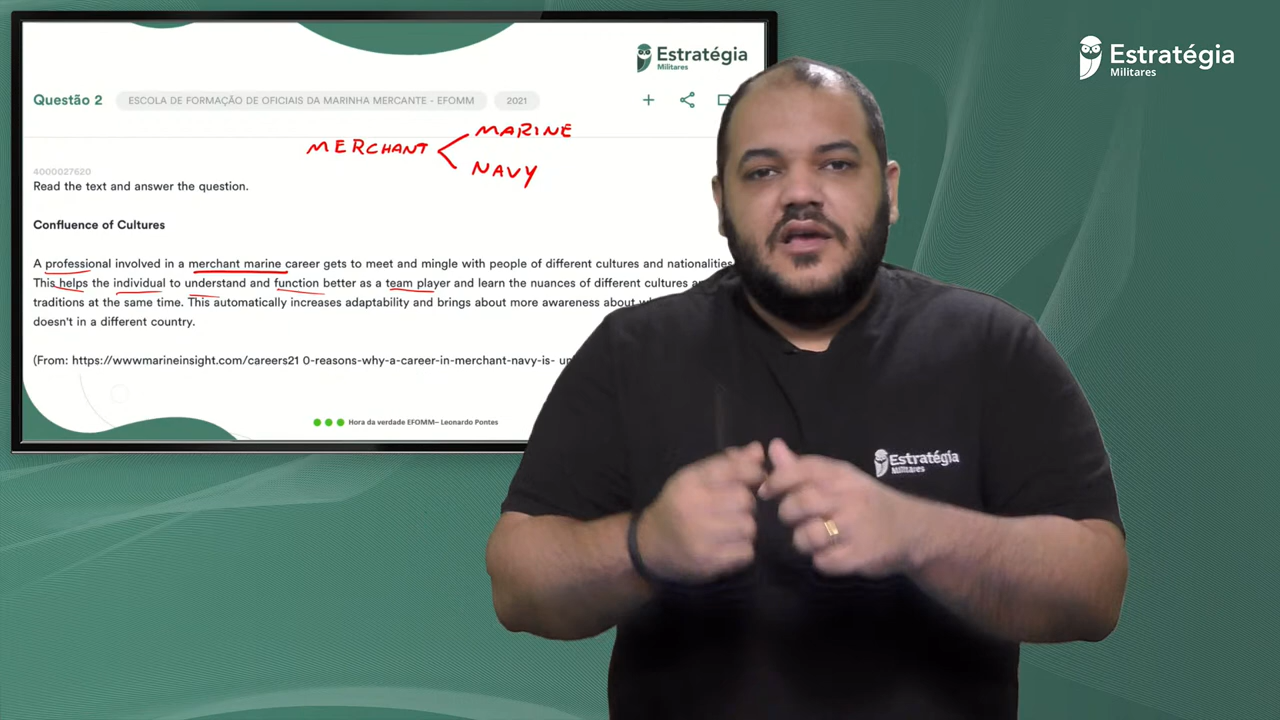 Estratégia
Militares
Estratégia
Militares
Questão 2 ESCOLA DE FORMAÇÃO DE OFICIAIS DA MARINHA MERCANTE - EFOMM 2021
MERCHANT MARINE
NAVY
4000027620
Read the text and answer the question.
Confluence of Cultures
A professional involved in a merchant marine career gets to meet and mingle with people of different cultures and nationalities
This helps the individual to understand and function better as a team player and learn the nuances of different cultures
traditions at the same time. This automatically increases adaptability and brings about more awareness about
doesn't in a different country.
(From: https://wwwmarineinsight.com/careers21 0-reasons-why-a-career-in-merchant-navy-is-
Hora da verdade EFOMM– Leonardo Pontes
Estratégia
Militares